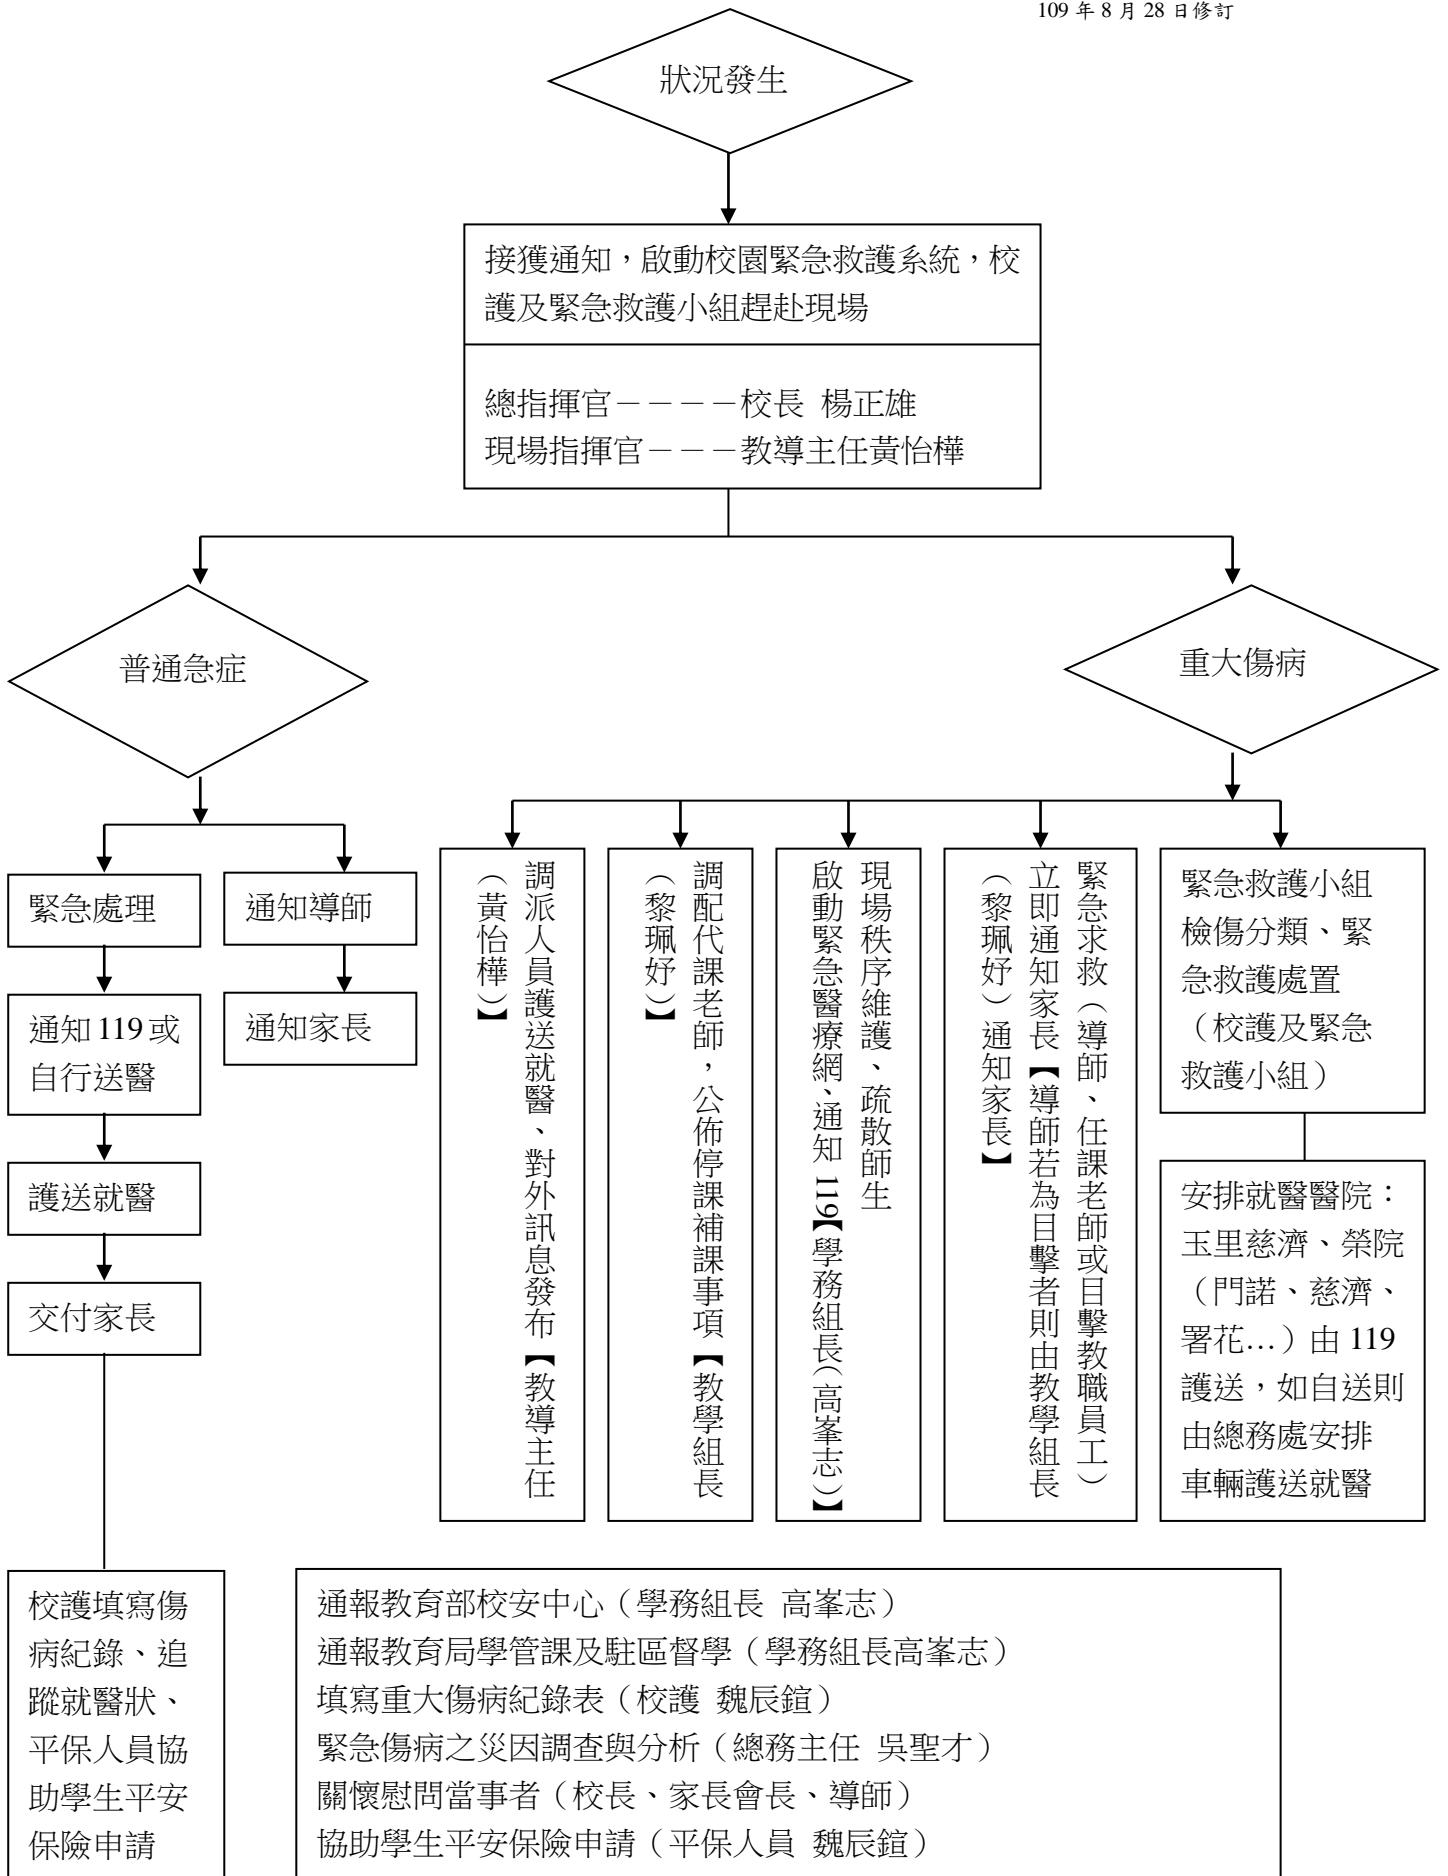 109 年 8 月 28 日修訂
狀況發生
接獲通知，啟動校園緊急救護系統，校
護及緊急救護小組趕赴現場
總指揮官－－－－校長 楊正雄
現場指揮官－－－教導主任黃怡樺
普通急症
重大傷病
緊急處理
通知 119 或
自行送醫
護送就醫
交付家長
通知導師
通知家長
調派人員護送就醫、對外訊息發布【教導主任
（黃怡樺）】
調配代課老師，公佈停課補課事項【教學組長
（黎珮妤）】
現場秩序維護、疏散師生
啟動緊急醫療網、通知 119【學務組長（高峯志）】
緊急求救（導師、任課老師或目擊教職員工）
立即通知家長【導師若為目擊者則由教學組長
（黎珮妤）通知家長】
緊急救護小組
檢傷分類、緊
急救護處置
（校護及緊急
救護小組）
安排就醫醫院：
玉里慈濟、榮院
（門諾、慈濟、
署花…）由 119
護送，如自送則
由總務處安排
車輛護送就醫
校護填寫傷
病紀錄、追
蹤就醫狀、
平保人員協
助學生平安
保險申請
通報教育部校安中心（學務組長 高峯志）
通報教育局學管課及駐區督學（學務組長高峯志）
填寫重大傷病紀錄表（校護 魏辰鍹）
緊急傷病之災因調查與分析（總務主任 吳聖才）
關懷慰問當事者（校長、家長會長、導師）
協助學生平安保險申請（平保人員 魏辰鍹）